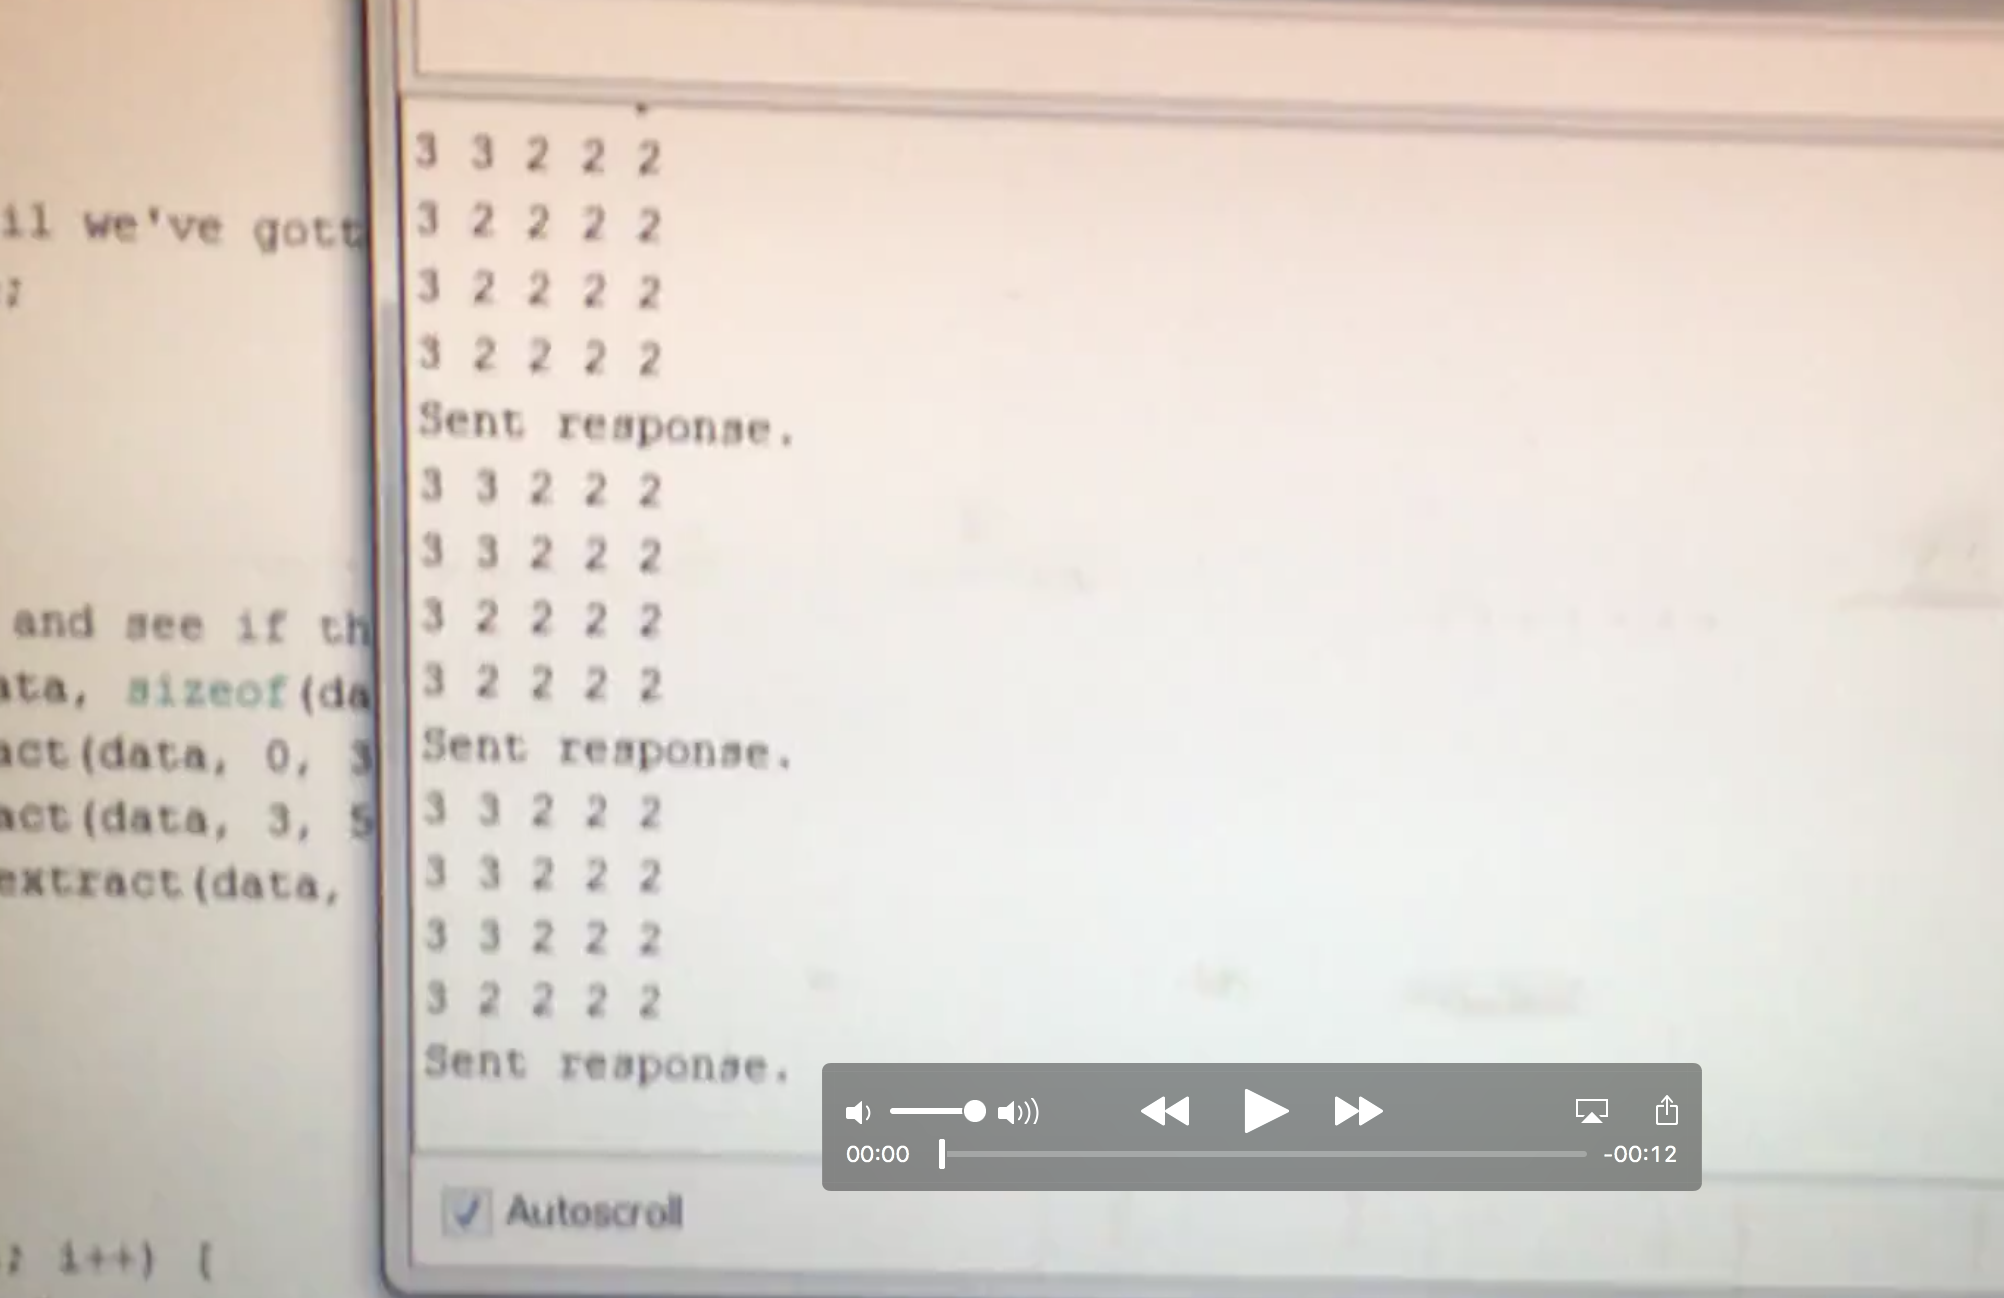 il we've gott
;
and see if th
ata, sizeof(da
act(data, 0, 3
act(data, 3, 5
extract(data,
; i++) {
3 3 2 2 2
3 2 2 2 2
3 2 2 2 2
3 2 2 2 2
Sent response.
3 3 2 2 2
3 3 2 2 2
3 2 2 2 2
3 2 2 2 2
Sent response.
3 3 2 2 2
3 3 2 2 2
3 3 2 2 2
3 2 2 2 2
Sent response.
Autoscroll
00:00
-00:12